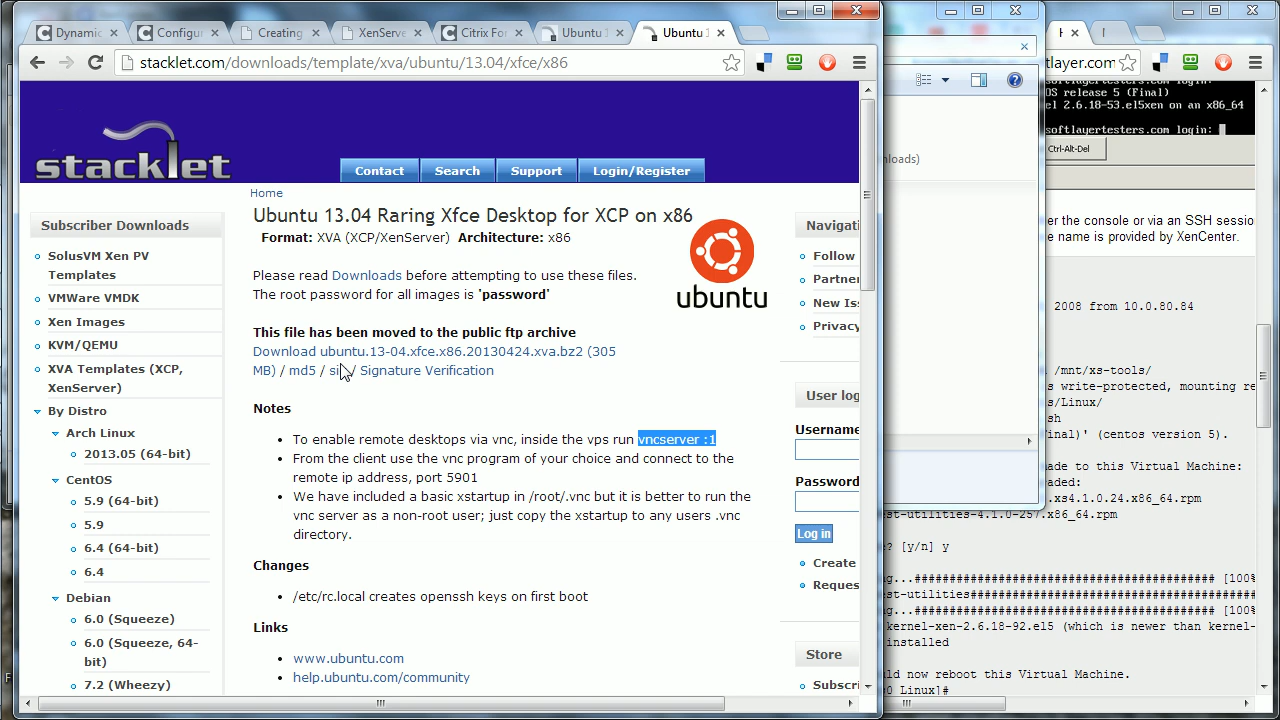 Dynamic
Configur
Creating
XenServe
Citrix Fo
Ubuntu 1
Ubuntu 1
stacklet.com/downloads/template/xva/ubuntu/13.04/xfce/x86
stacklet
Contact
Search
Support
Login/Register
Home
Subscriber Downloads
SolusVM Xen PV
Templates
VMWare VMDK
Xen Images
KVM/QEMU
XVA Templates (XCP,
XenServer)
By Distro
Arch Linux
2013.05 (64-bit)
CentOS
5.9 (64-bit)
5.9
6.4 (64-bit)
6.4
Debian
6.0 (Squeeze)
6.0 (Squeeze, 64-
bit)
7.2 (Wheezy)
Ubuntu 13.04 Raring Xfce Desktop for XCP on x86
Format: XVA (XCP/XenServer) Architecture: x86
ubuntu
Please read Downloads before attempting to use these files.
The root password for all images is 'password'
This file has been moved to the public ftp archive
Download ubuntu.13-04.xfce.x86.20130424.xva.bz2 (305
MB) / md5 / si / Signature Verification
Notes
To enable remote desktops via vnc, inside the vps run vncserver :1
From the client use the vnc program of your choice and connect to the
remote ip address, port 5901
We have included a basic xstartup in /root/.vnc but it is better to run the
vnc server as a non-root user; just copy the xstartup to any users .vnc
directory.
Changes
/etc/rc.local creates openssh keys on first boot
Links
www.ubuntu.com
help.ubuntu.com/community
Navigati
Follow
Partner
New Iss
Privacy
User log
Username
Password
Log in
Create
Reques
Store
Subscri
nloads)
tlayer.com
softlayertesters.com login:
OS release 5 (Final)
el 2.6.18-53.el5xen on an x86_64
softlayertesters.com login:
Ctrl-Alt-Del
er the console or via an SSH sessio
e name is provided by XenCenter.
2008 from 10.0.80.84
/mnt/xs-tools/
s write-protected, mounting re
s/Linux/
sh
inal)' (centos version 5).
made to this Virtual Machine:
aded:
.xs4.1.0.24.x86_64.rpm
est-utilities-4.1.0-257.x86_64.rpm
e? [y/n] y
ng...########################################## [100%
est-utilities##########################################
ng...########################################## [100%
kernel-xen-2.6.18-92.el5 (which is newer than kernel-
installed
uld now reboot this Virtual Machine.
00 Linux]#